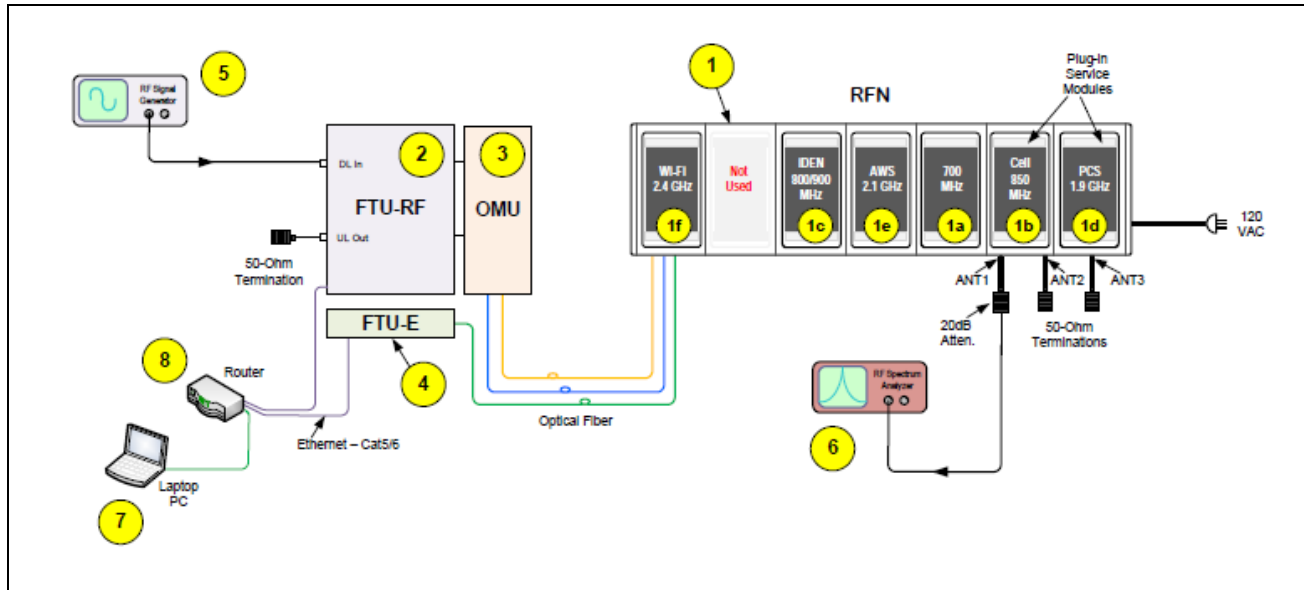 5
RF Signal
Generator
DL In
2
3
FTU-RF
OMU
UL Out
50-Ohm
Termination
FTU-E
4
8
Router
Ethernet – Cat5/6
Laptop
PC
7
Optical Fiber
1
RFN
Plug-In
Service
Modules
WI-FI
2.4 GHz
1f
Not
Used
IDEN
800/900
MHz
1c
AWS
2.1 GHz
1e
700
MHz
1a
Cell
850
MHz
1b
PCS
1.9 GHz
1d
120
VAC
ANT1
ANT2
ANT3
20dB
Atten.
50-Ohm
Terminations
RF Spectrum
Analyzer
6